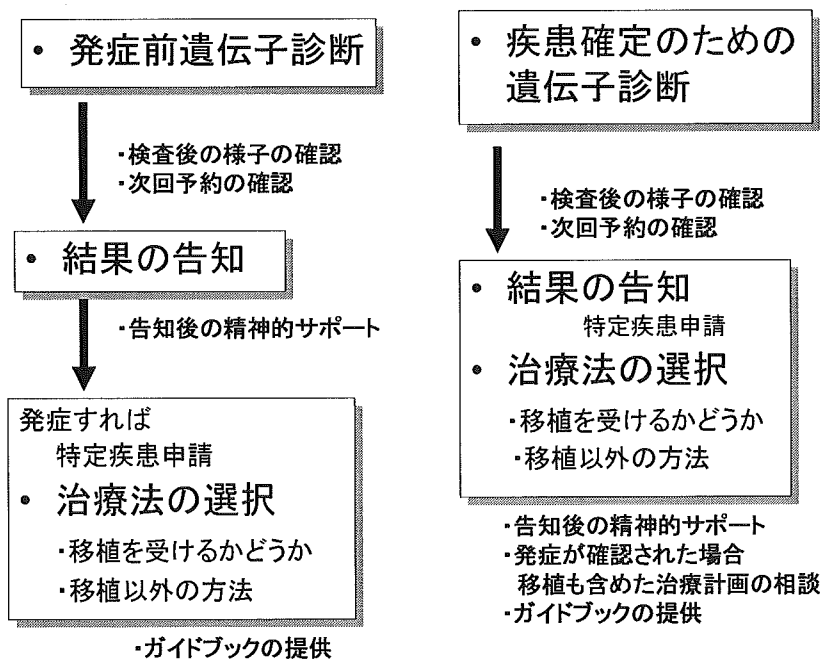 ・ 発症前遺伝子診断
・検査後の様子の確認
・次回予約の確認
・ 結果の告知
・告知後の精神的サポート
発症すれば
特定疾患申請
・ 治療法の選択
・移植を受けるかどうか
・移植以外の方法
・ガイドブックの提供
・ 疾患確定のための
遺伝子診断
・検査後の様子の確認
・次回予約の確認
・ 結果の告知
特定疾患申請
・ 治療法の選択
・移植を受けるかどうか
・移植以外の方法
・告知後の精神的サポート
・発症が確認された場合
移植も含めた治療計画の相談
・ガイドブックの提供